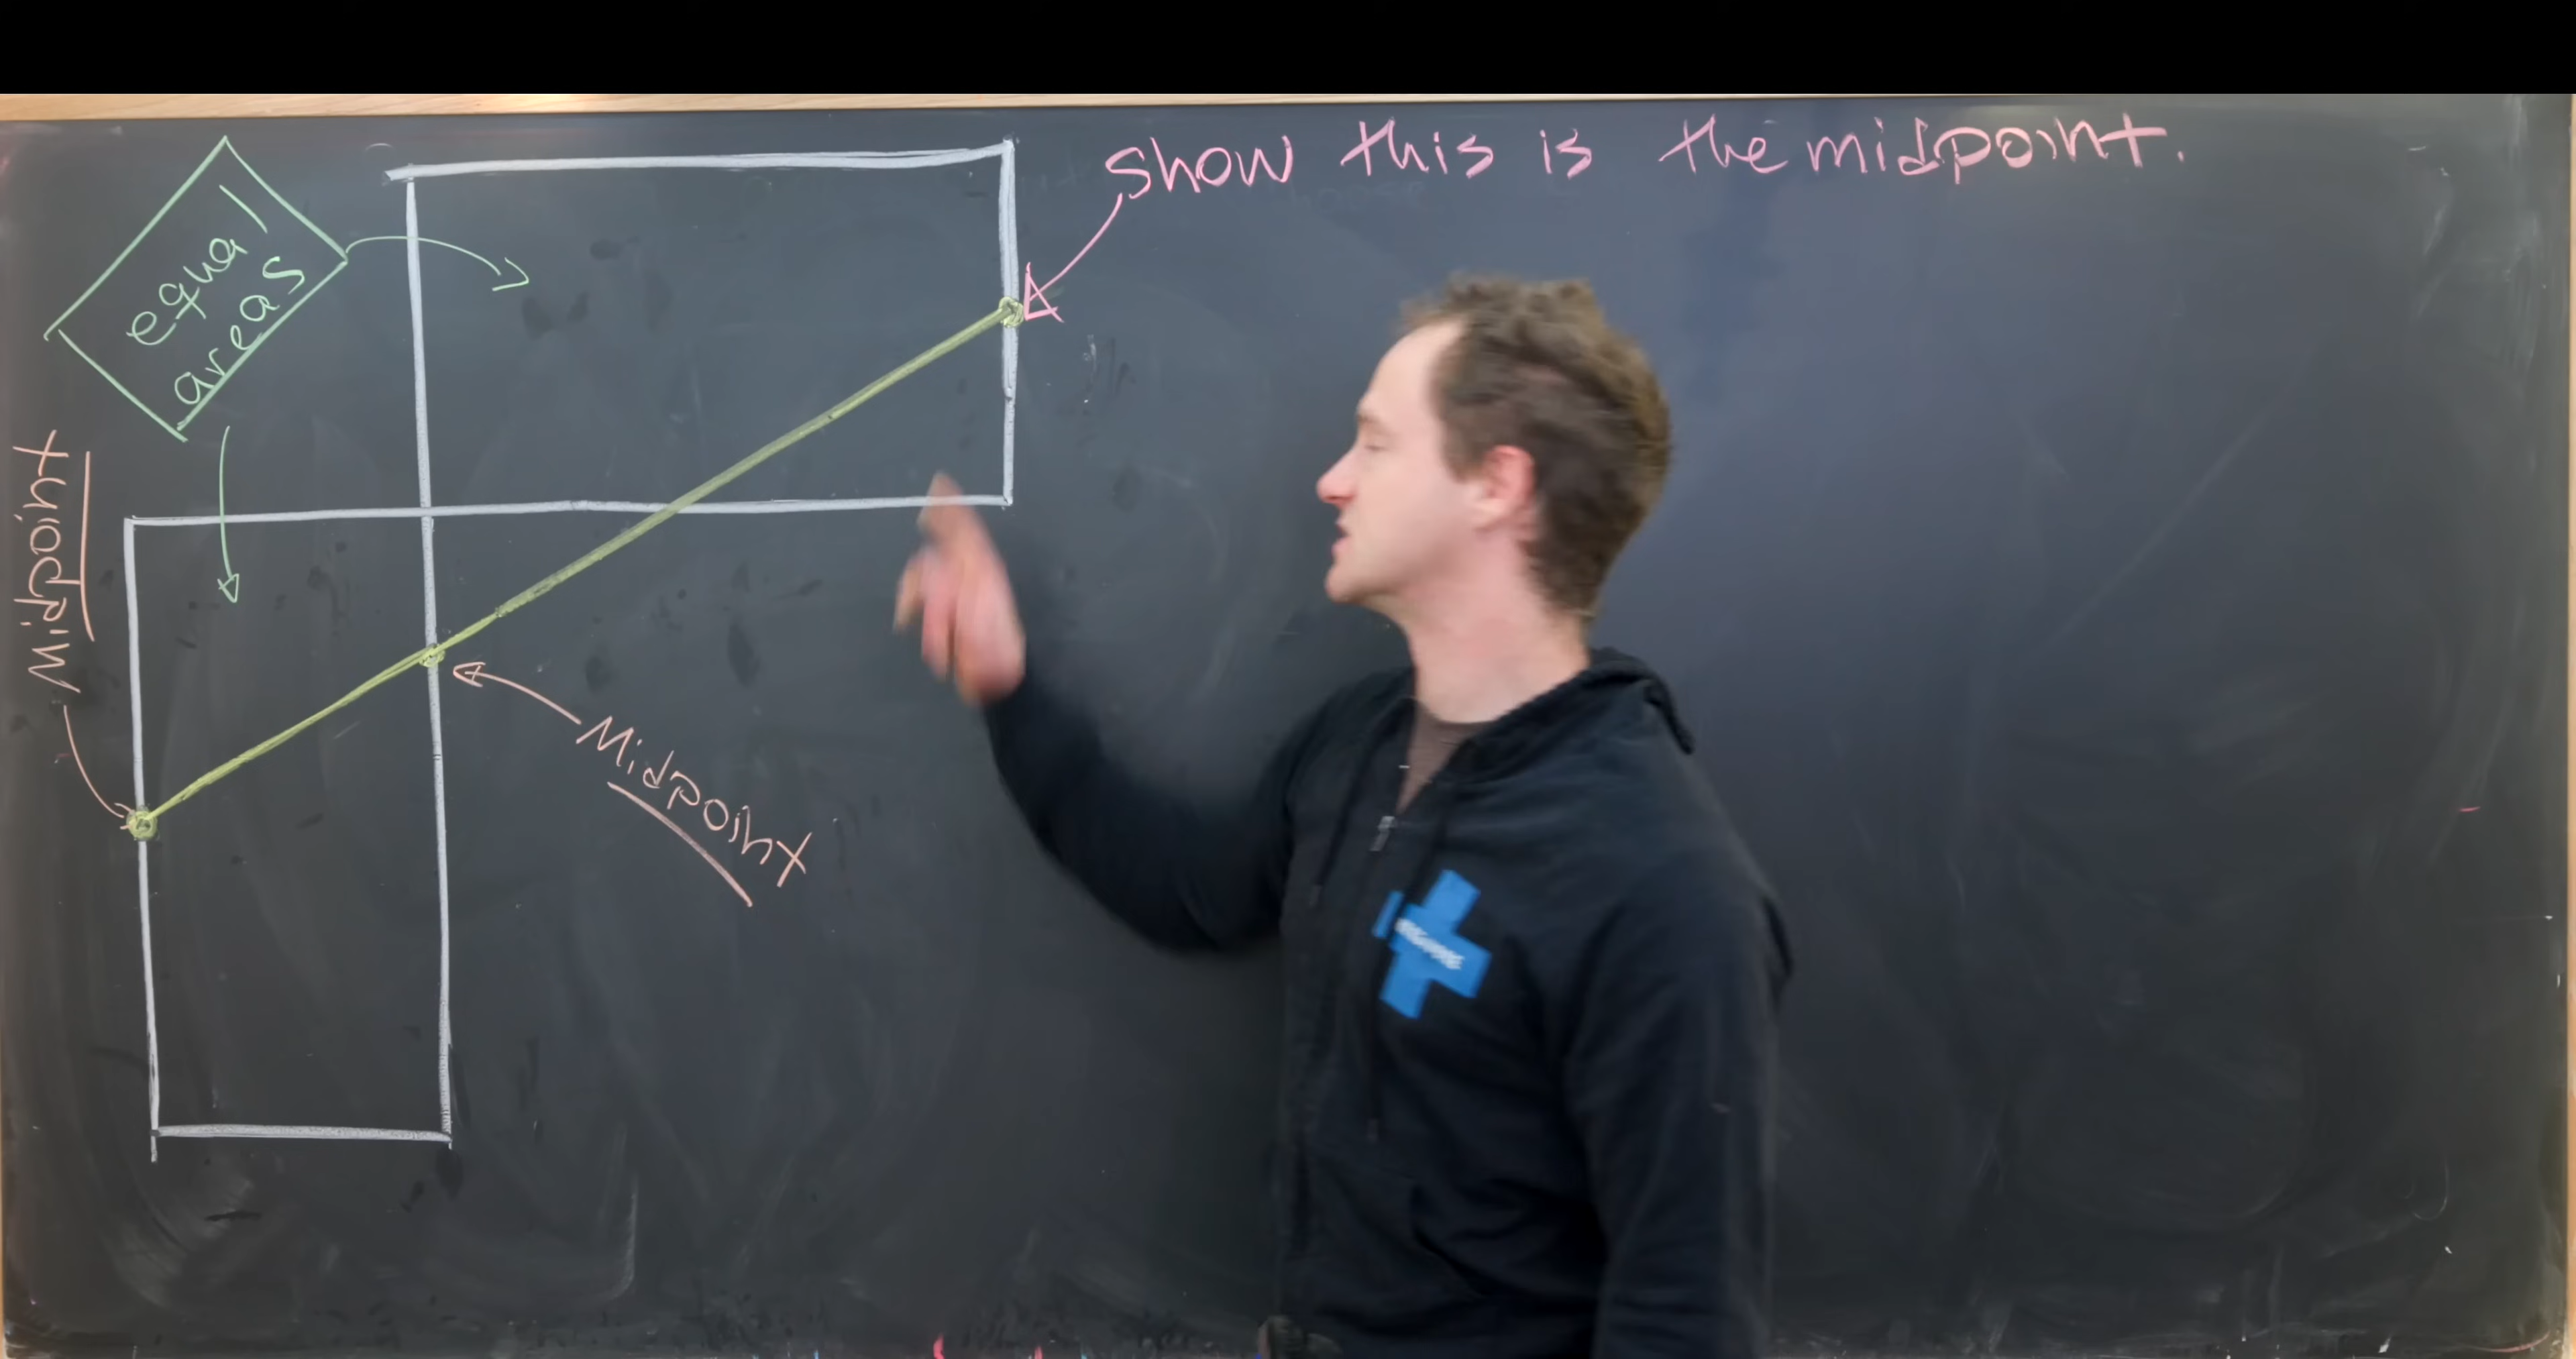 show this is the midpoint.
equal
areas
Midpoint
Midpoint